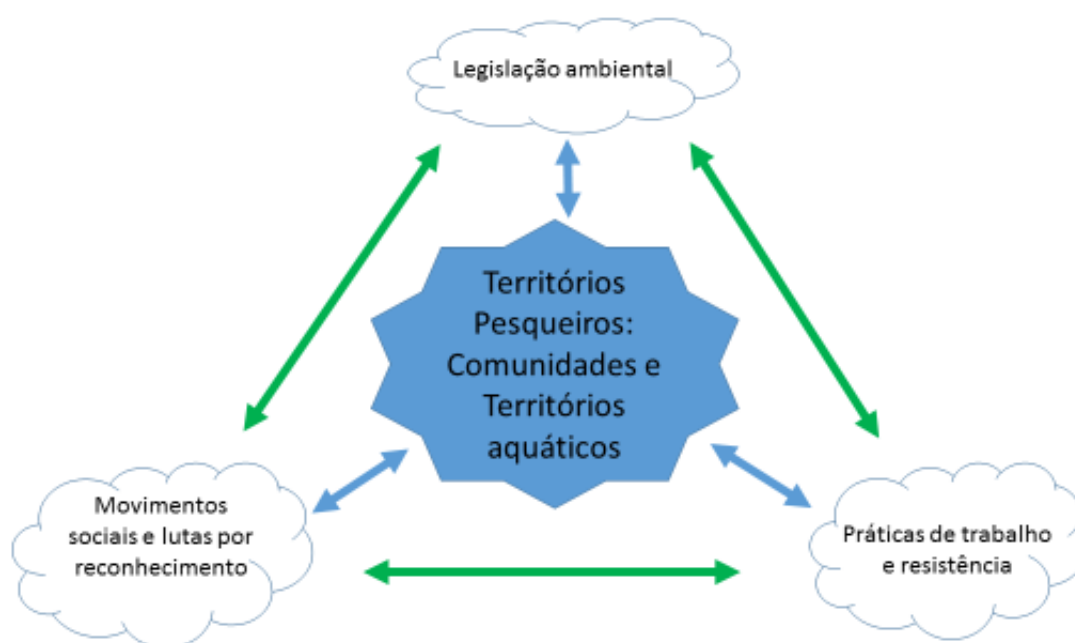 Legislação ambiental
Territórios
Pesqueiros:
Comunidades e
Territórios
aquáticos
Movimentos
sociais e lutas por
reconhecimento
Práticas de trabalho
e resistência